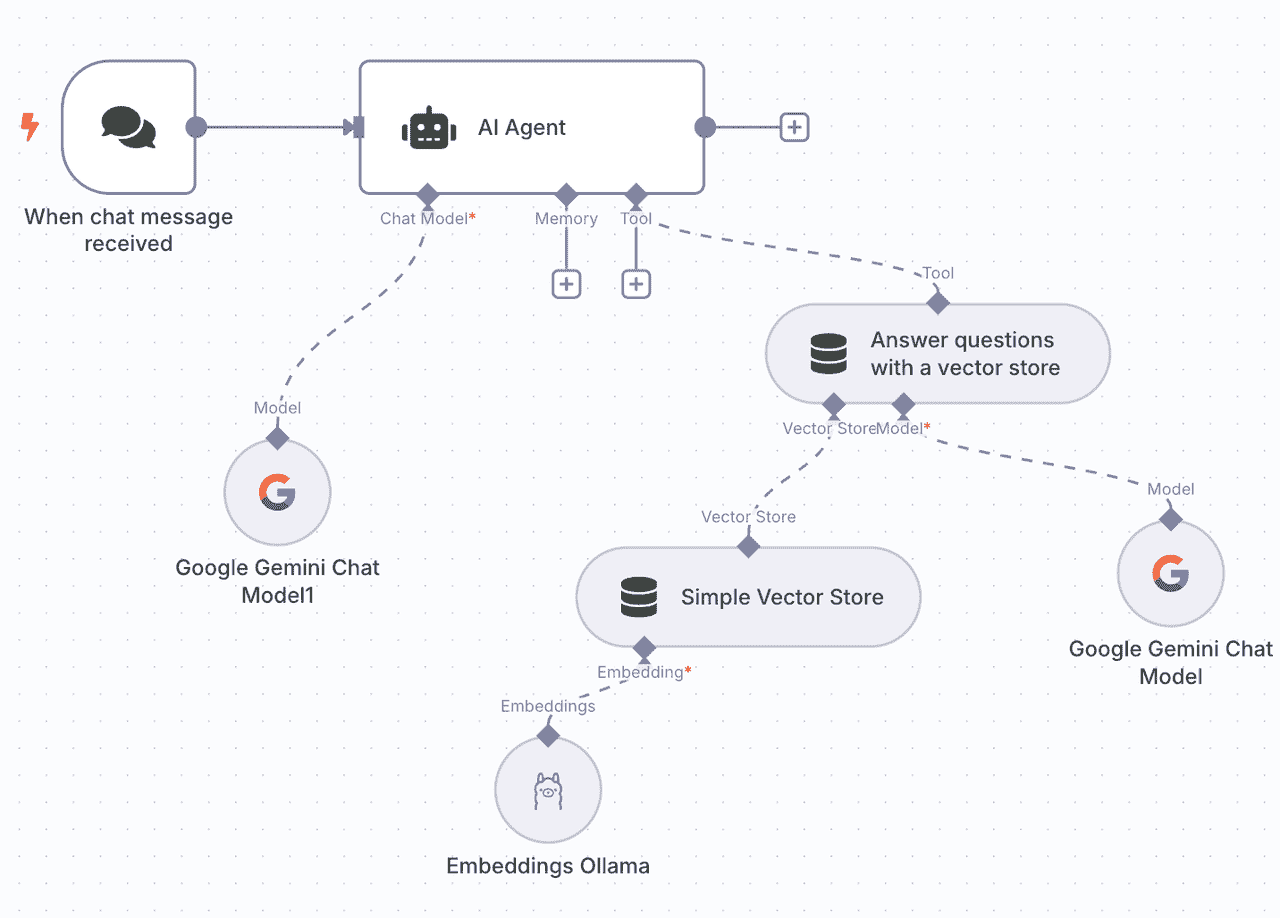 AI Agent
When chat message
received
Chat Model*
Memory
Tool
Tool
Answer questions
with a vector store
Model
Vector Store
Model*
Model
Vector Store
Google Gemini Chat
Model1
Simple Vector Store
Google Gemini Chat
Model
Embedding*
Embeddings
Embeddings Ollama